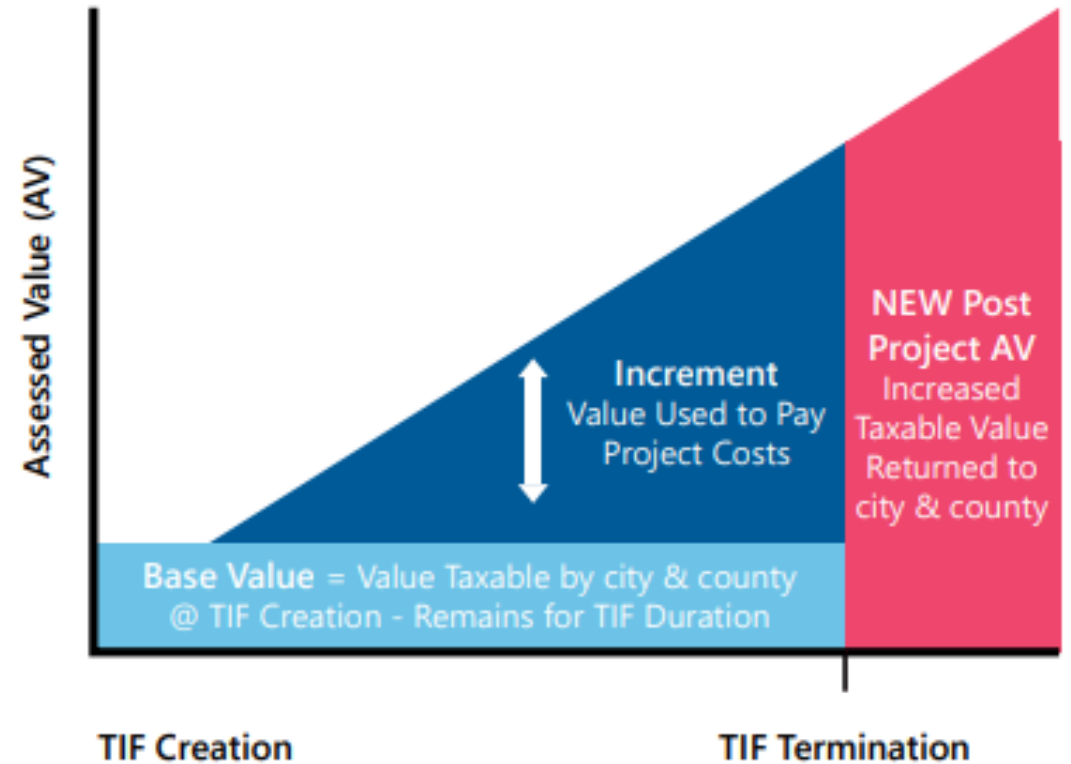 Assessed Value (AV)
NEW Post
Project AV
Increased
Taxable Value
Returned to
city & county
Increment
Value Used to Pay
Project Costs
Base Value = Value Taxable by city & county
@ TIF Creation - Remains for TIF Duration
TIF Creation
TIF Termination